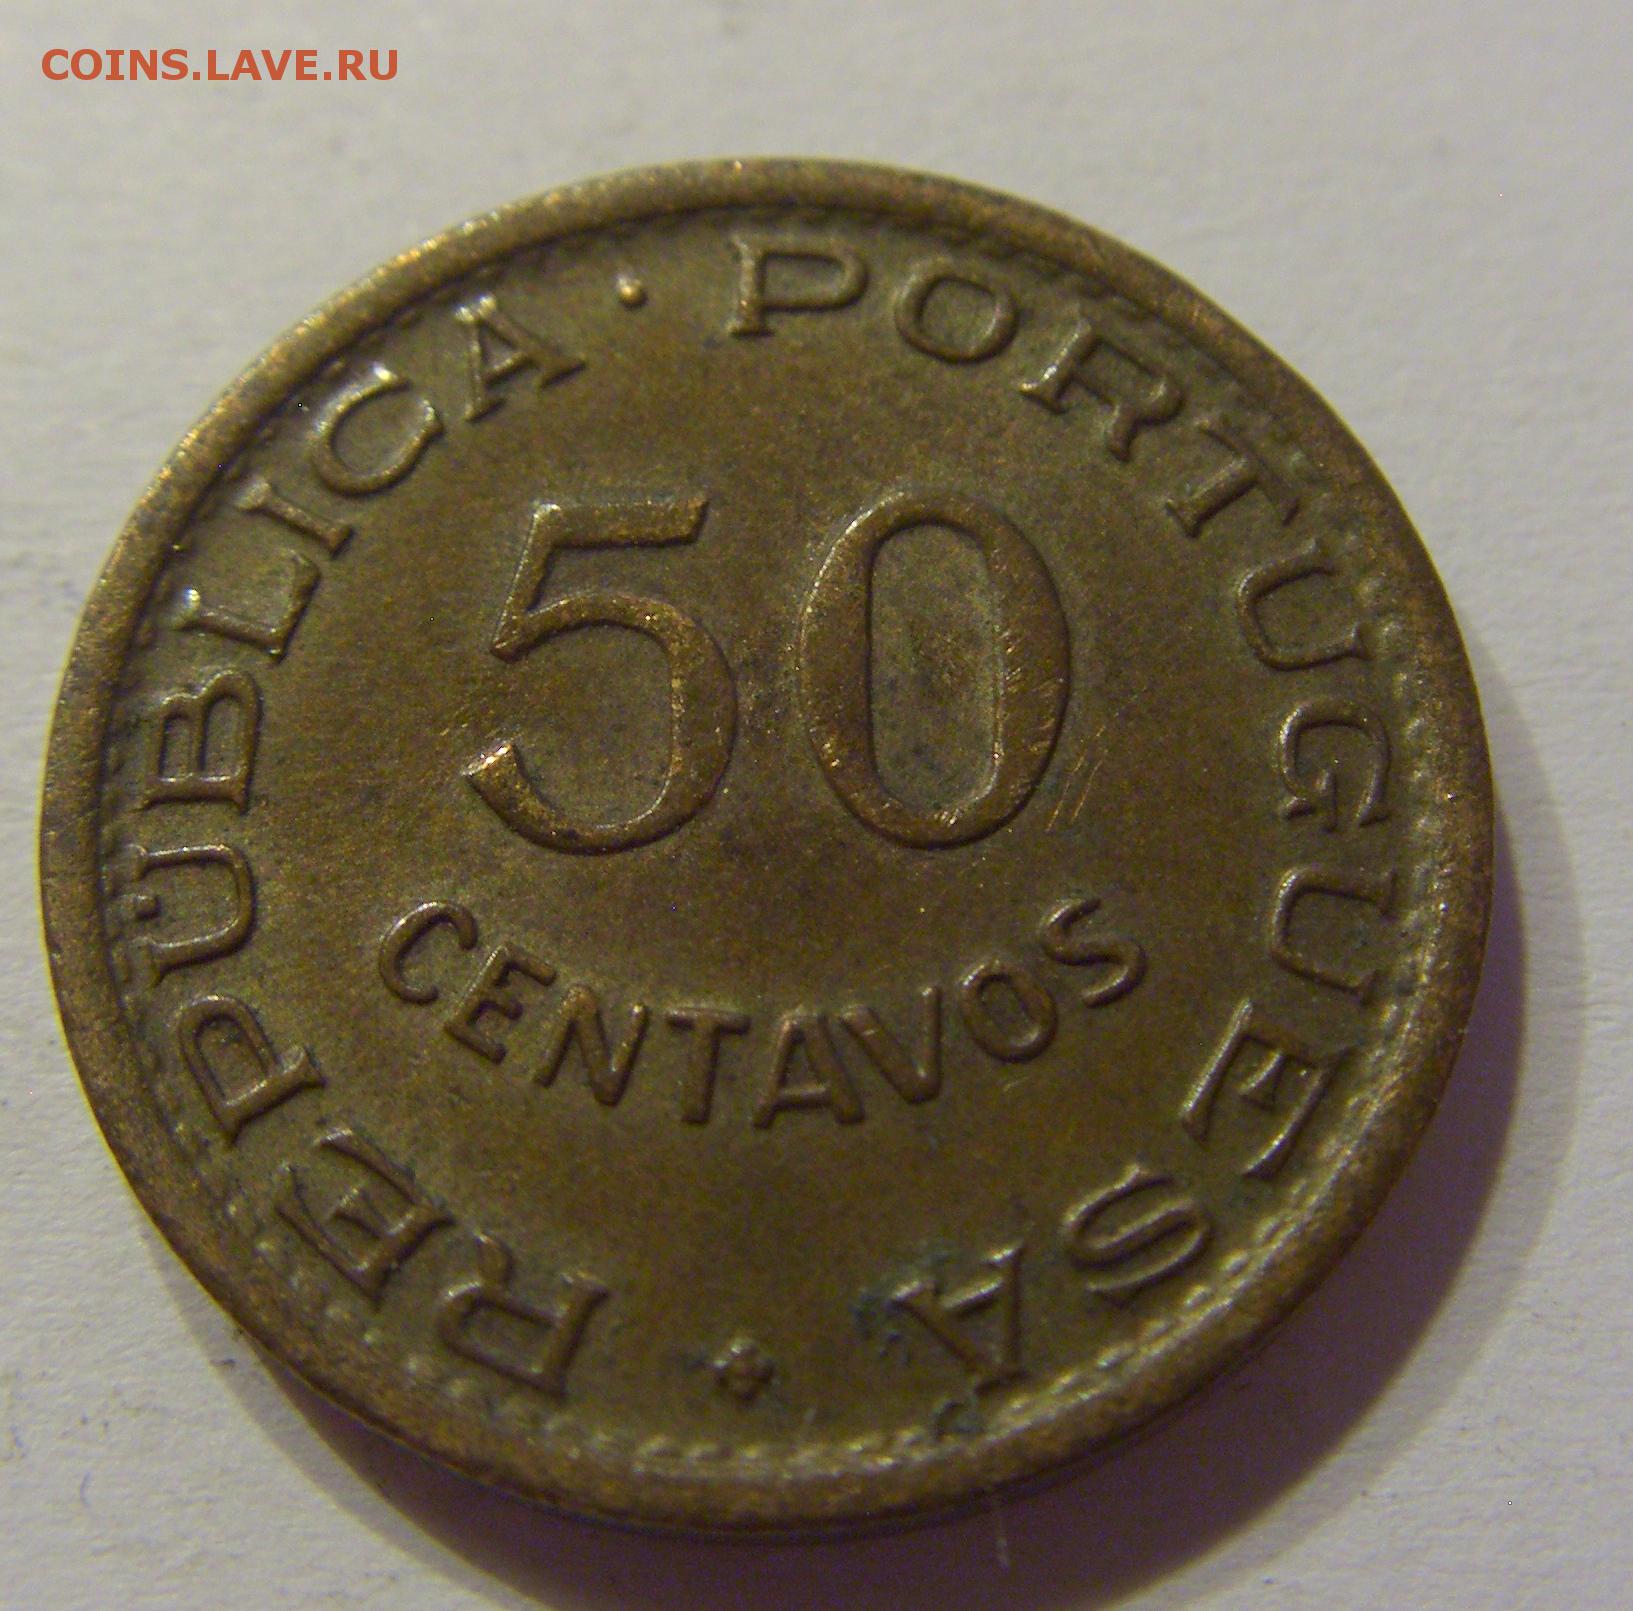 COINS.LAVE.RU
REPÚBLICA · PORTUGUESA
50
CENTAVOS